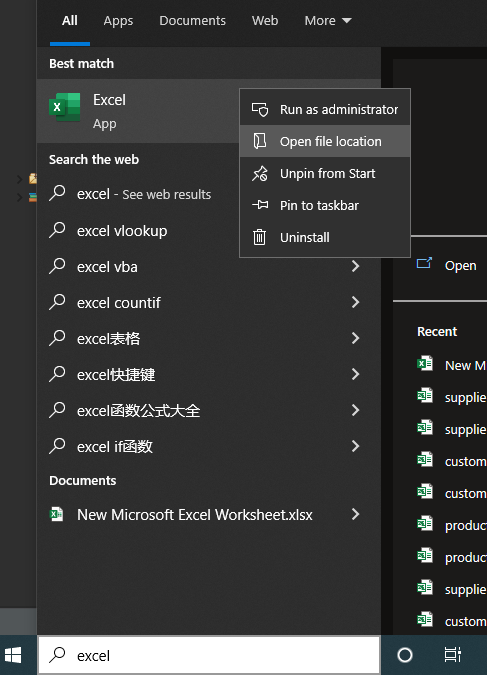 All Apps Documents Web More
Best match
Excel
App
Run as administrator
Open file location
Unpin from Start
Pin to taskbar
Uninstall
Search the web
excel - See web results
excel vlookup
excel vba
excel countif
excel表格
excel快捷键
excel函数公式大全
excel if函数
Documents
New Microsoft Excel Worksheet.xlsx
Open
Recent
New M
supplie
supplie
custom
custom
product
product
supplie
custom
excel